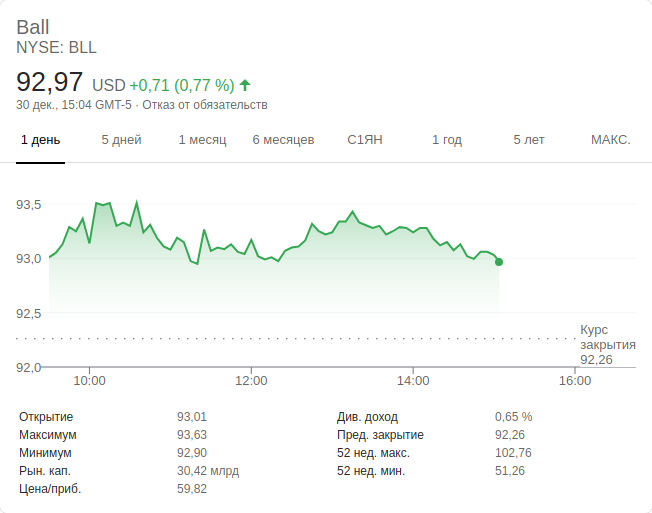 Ball
NYSE: BLL
92,97 USD +0,71 (0,77 %)
30 дек., 15:04 GMT-5 · Отказ от обязательств
1 день 5 дней 1 месяц 6 месяцев С1ЯН 1 год 5 лет МАКС.
93,5
93,0
92,5
92,0
Курс
закрытия
92,26
10:00 12:00 14:00 16:00
Открытие 93,01
Максимум 93,63
Минимум 92,90
Рын. кап. 30,42 млрд
Цена/приб. 59,82
Див. доход 0,65 %
Пред. закрытие 92,26
52 нед. макс. 102,76
52 нед. мин. 51,26